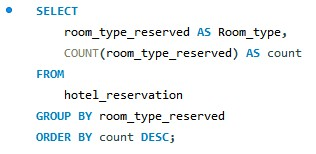 SELECT
room_type_reserved AS Room_type,
COUNT(room_type_reserved) AS count
FROM
hotel_reservation
GROUP BY room_type_reserved
ORDER BY count DESC;